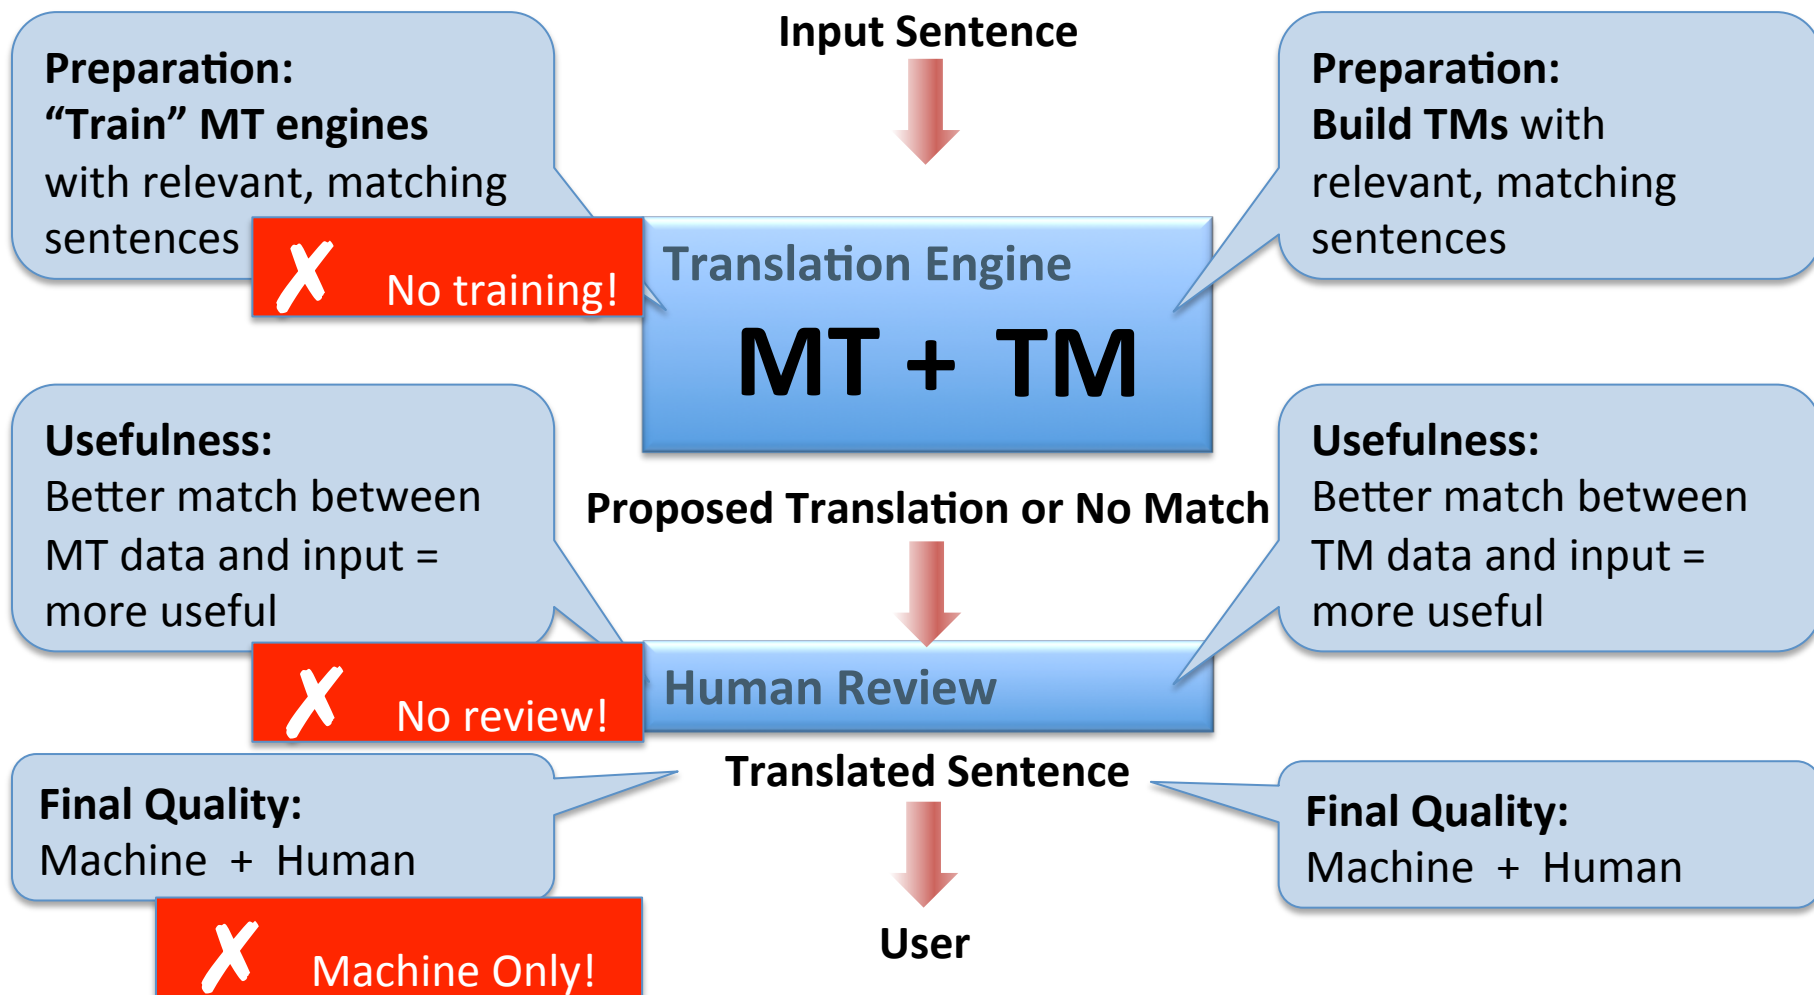 Input Sentence
Preparation:
“Train” MT engines
with relevant, matching
sentences
✗ No training!
Translation Engine
MT + TM
Preparation:
Build TMs with
relevant, matching
sentences
Usefulness:
Better match between
MT data and input =
more useful
Proposed Translation or No Match
Usefulness:
Better match between
TM data and input =
more useful
✗ No review!
Human Review
Translated Sentence
Final Quality:
Machine + Human
✗ Machine Only!
Final Quality:
Machine + Human
User